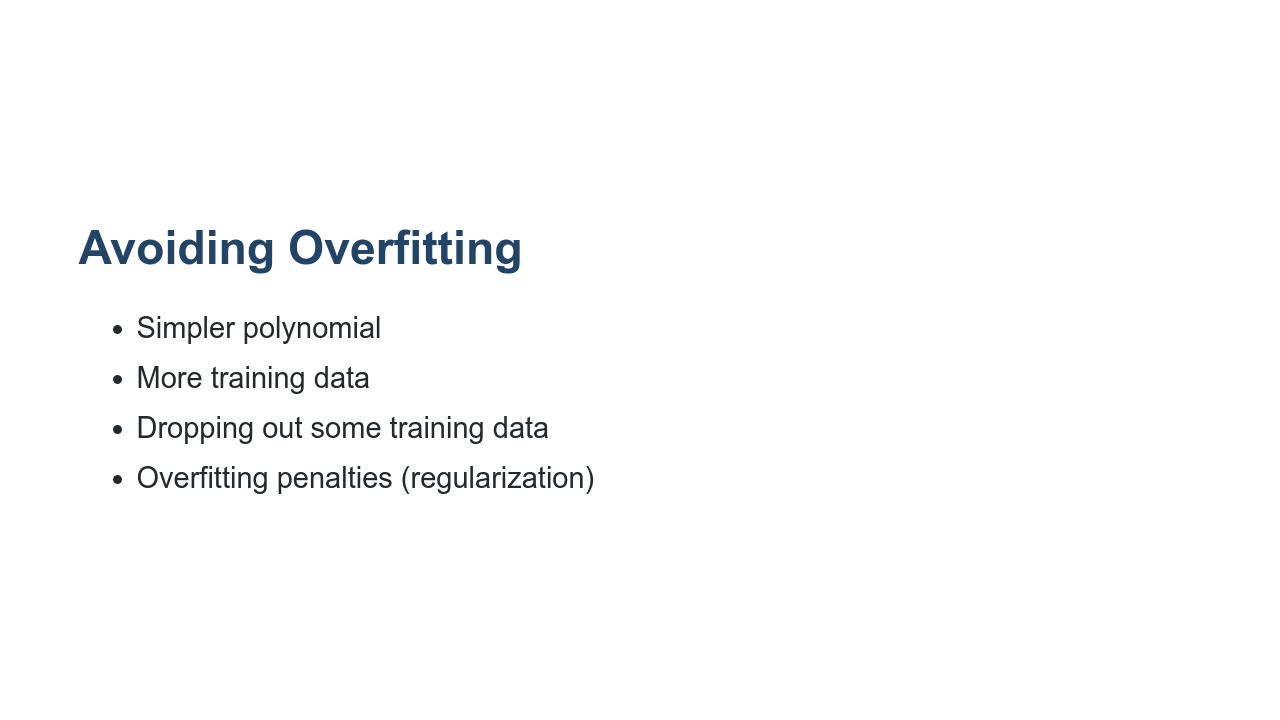 Avoiding Overfitting
• Simpler polynomial
• More training data
• Dropping out some training data
• Overfitting penalties (regularization)